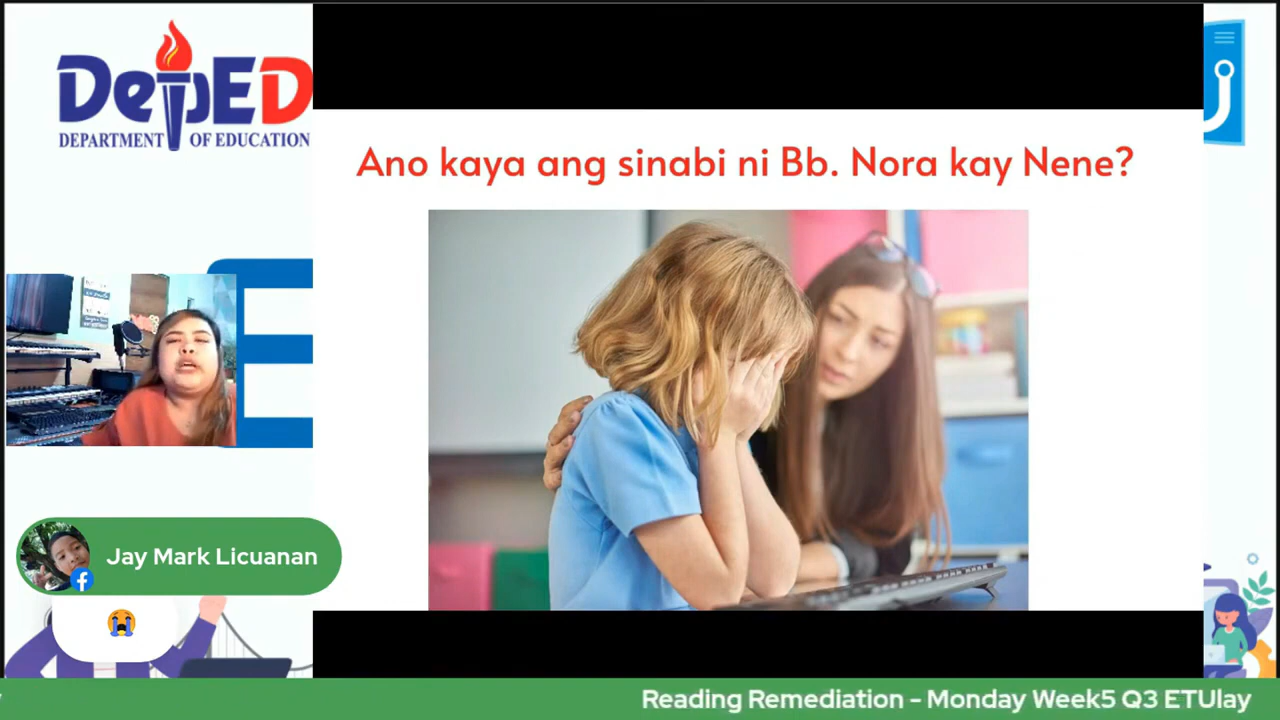 DepED
DEPARTMENT OF EDUCATION
Ano kaya ang sinabi ni Bb. Nora kay Nene?
E
Jay Mark Licuanan
Reading Remediation - Monday Week5 Q3 ETUlay